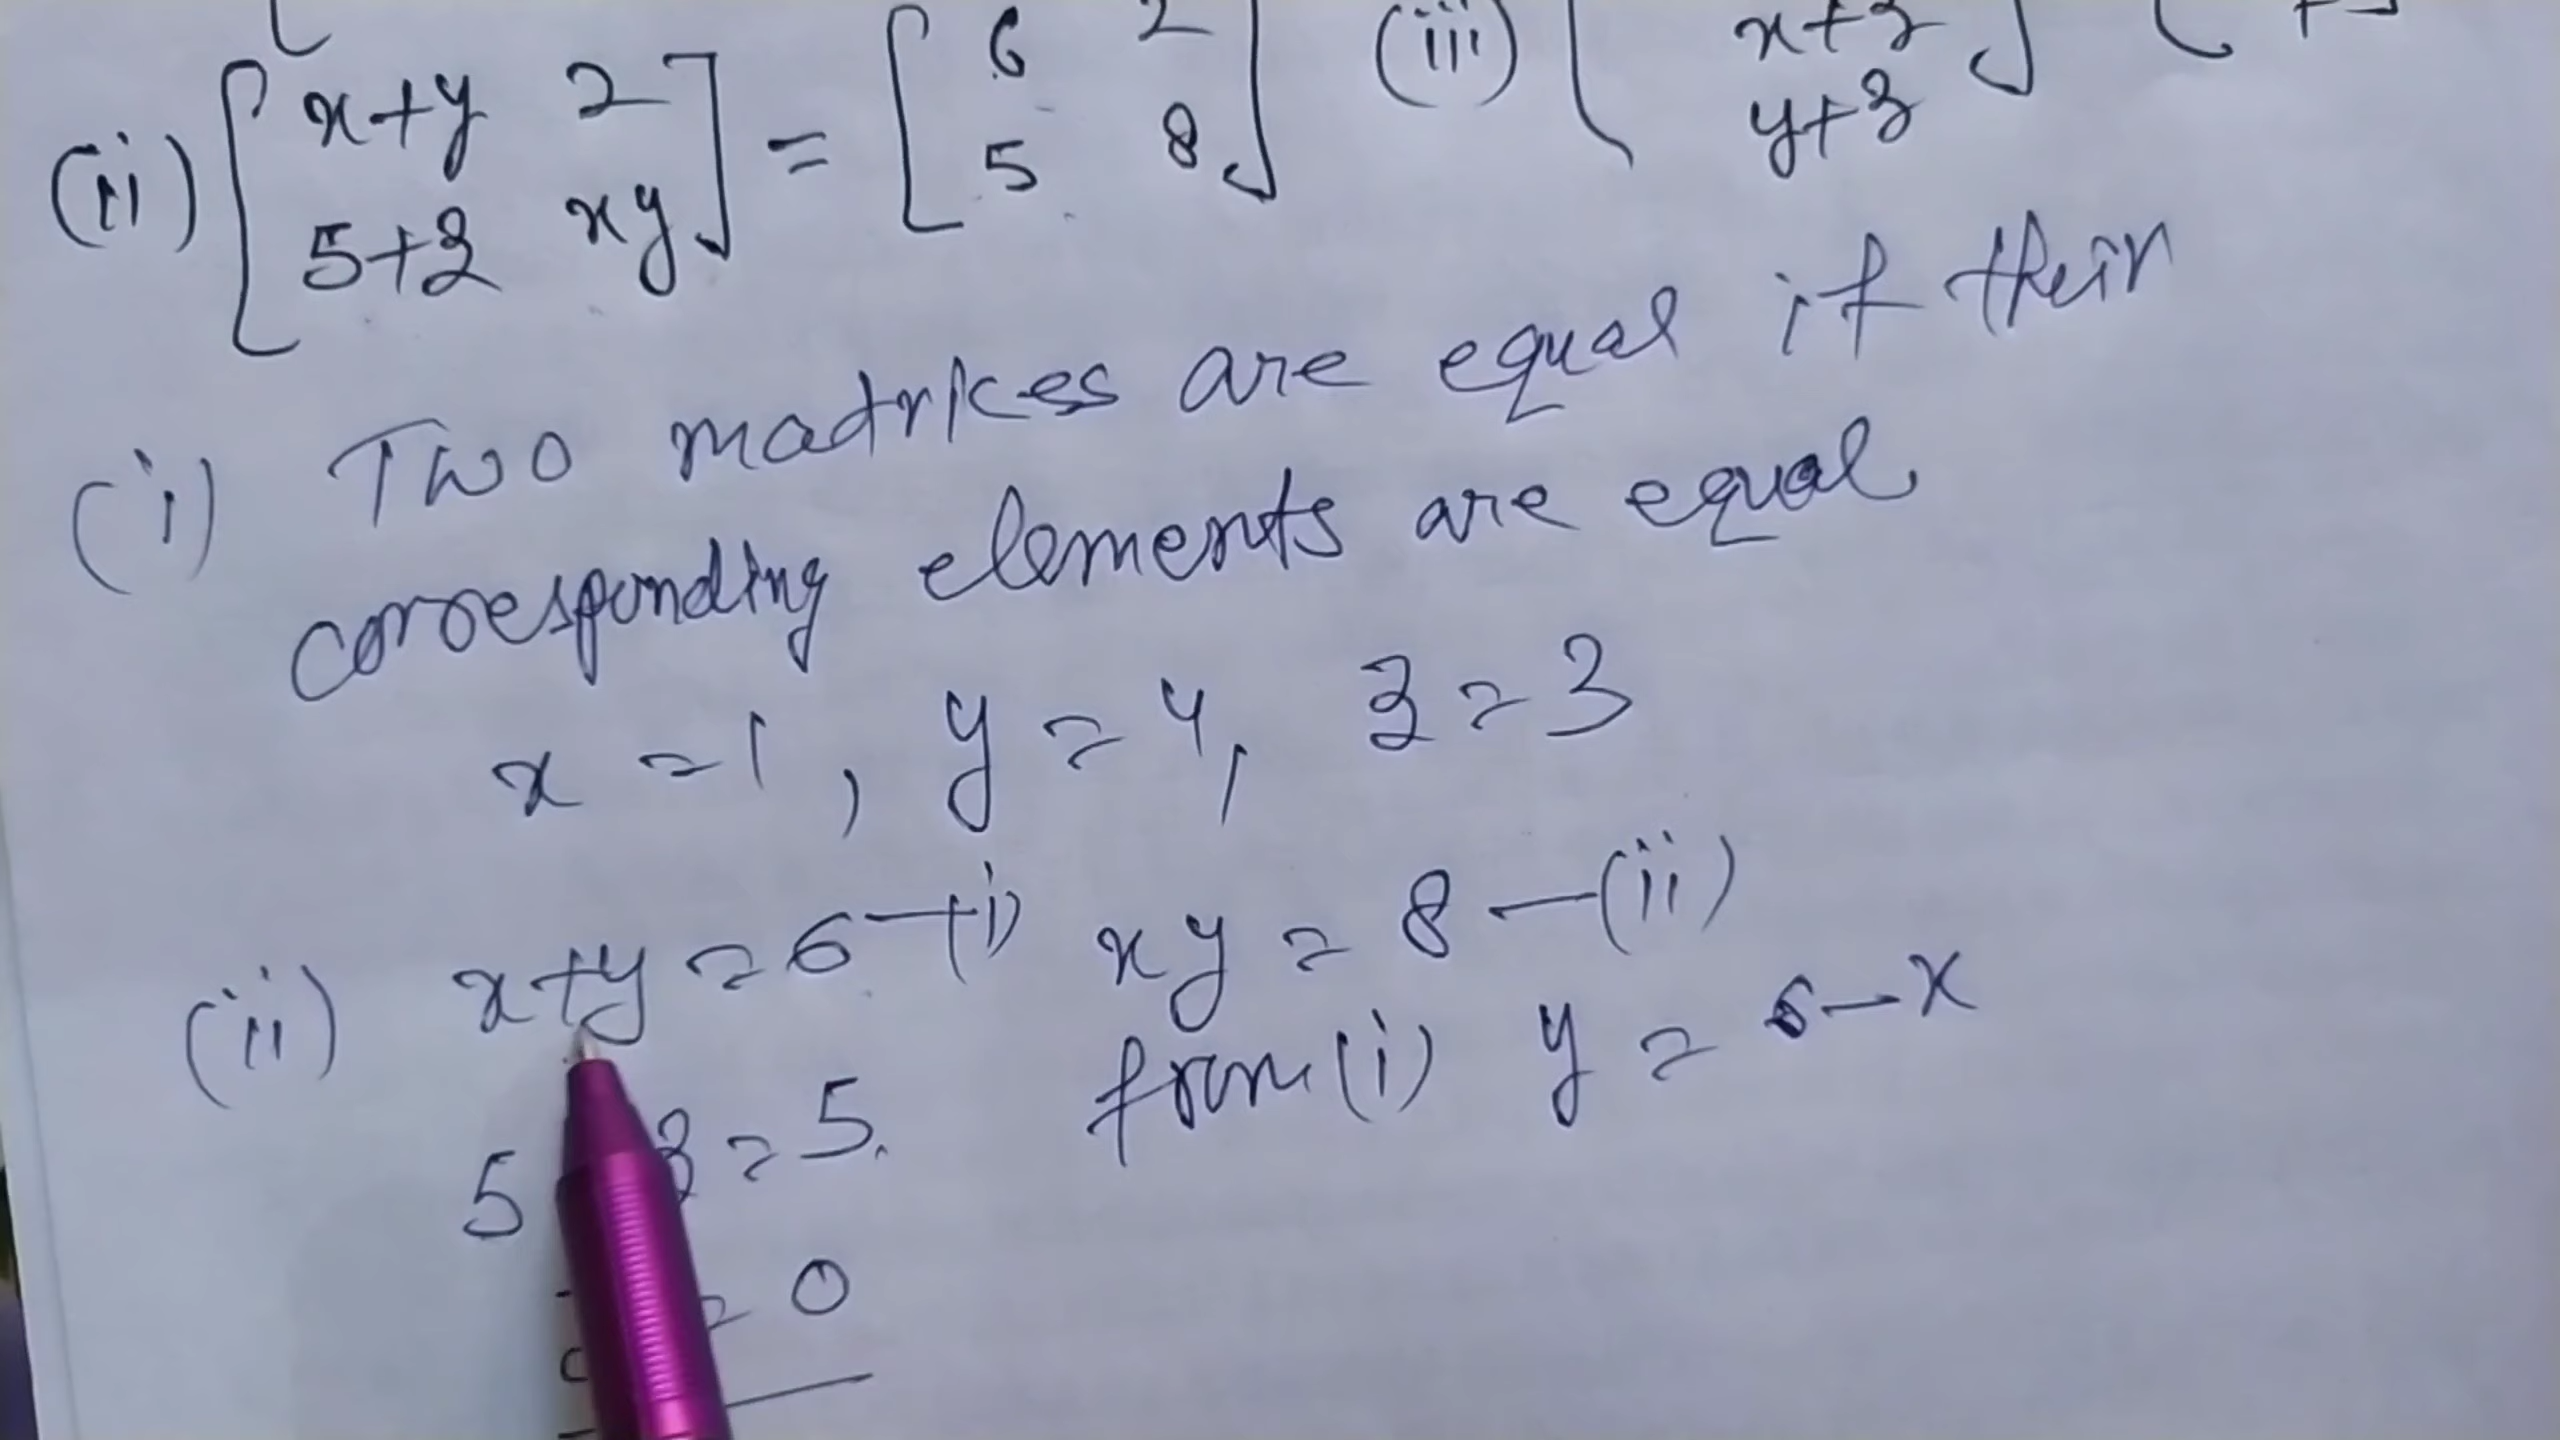 (ii) [ x+y 2 ] = [ 6 2 ] (iii) [ x+z ]
5+z xy 5 8 y+z
(i) Two matrices are equal if their
corresponding elements are equal
x = 1, y = 4, z = 3
(ii) x+y = 6 —(i) xy = 8 —(ii)
5 z = 5. from (i) y = 6 — x
= 0